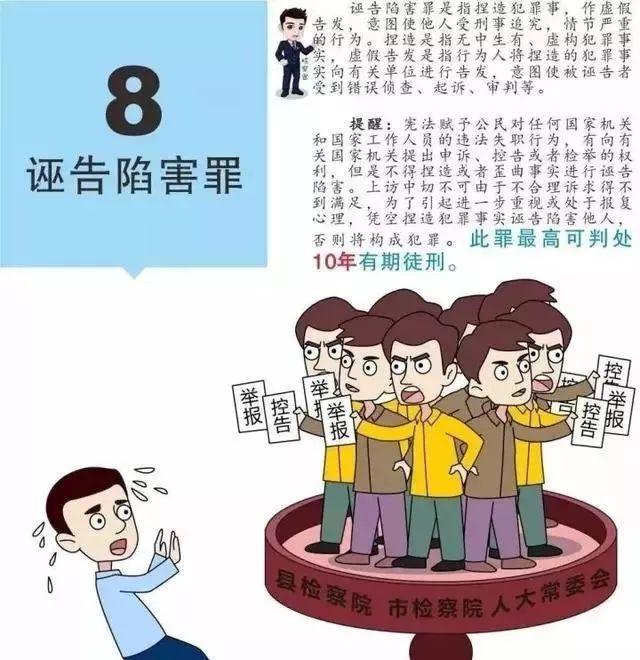 8
诬告陷害罪
诬告陷害罪是指捏造犯罪事，作虚假
告发，意图使他人受刑事追究，情节严重
的行为。捏造是指无中生有、虚构犯罪事
实，虚假告发是指行为人将捏造的犯罪事
实向有关单位进行告发，意图使被诬告者
受到错误侦查、起诉、审判等。
提醒：宪法赋予公民对任何国家机关
和国家工作人员的违法失职行为，有向有
关国家机关提出申诉、控告或者检举的权
利，但是不得捏造或者歪曲事实进行诬告
陷害。上访中切不可由于不合理诉求得不
到满足，为了引起进一步重视或处于报复
心理，凭空捏造犯罪事实诬告陷害他人，
否则将构成犯罪。此罪最高可判处
10年有期徒刑。
举报
控告
举报
举报
控告
控告
举报
县检察院 市检察院 人大常委会